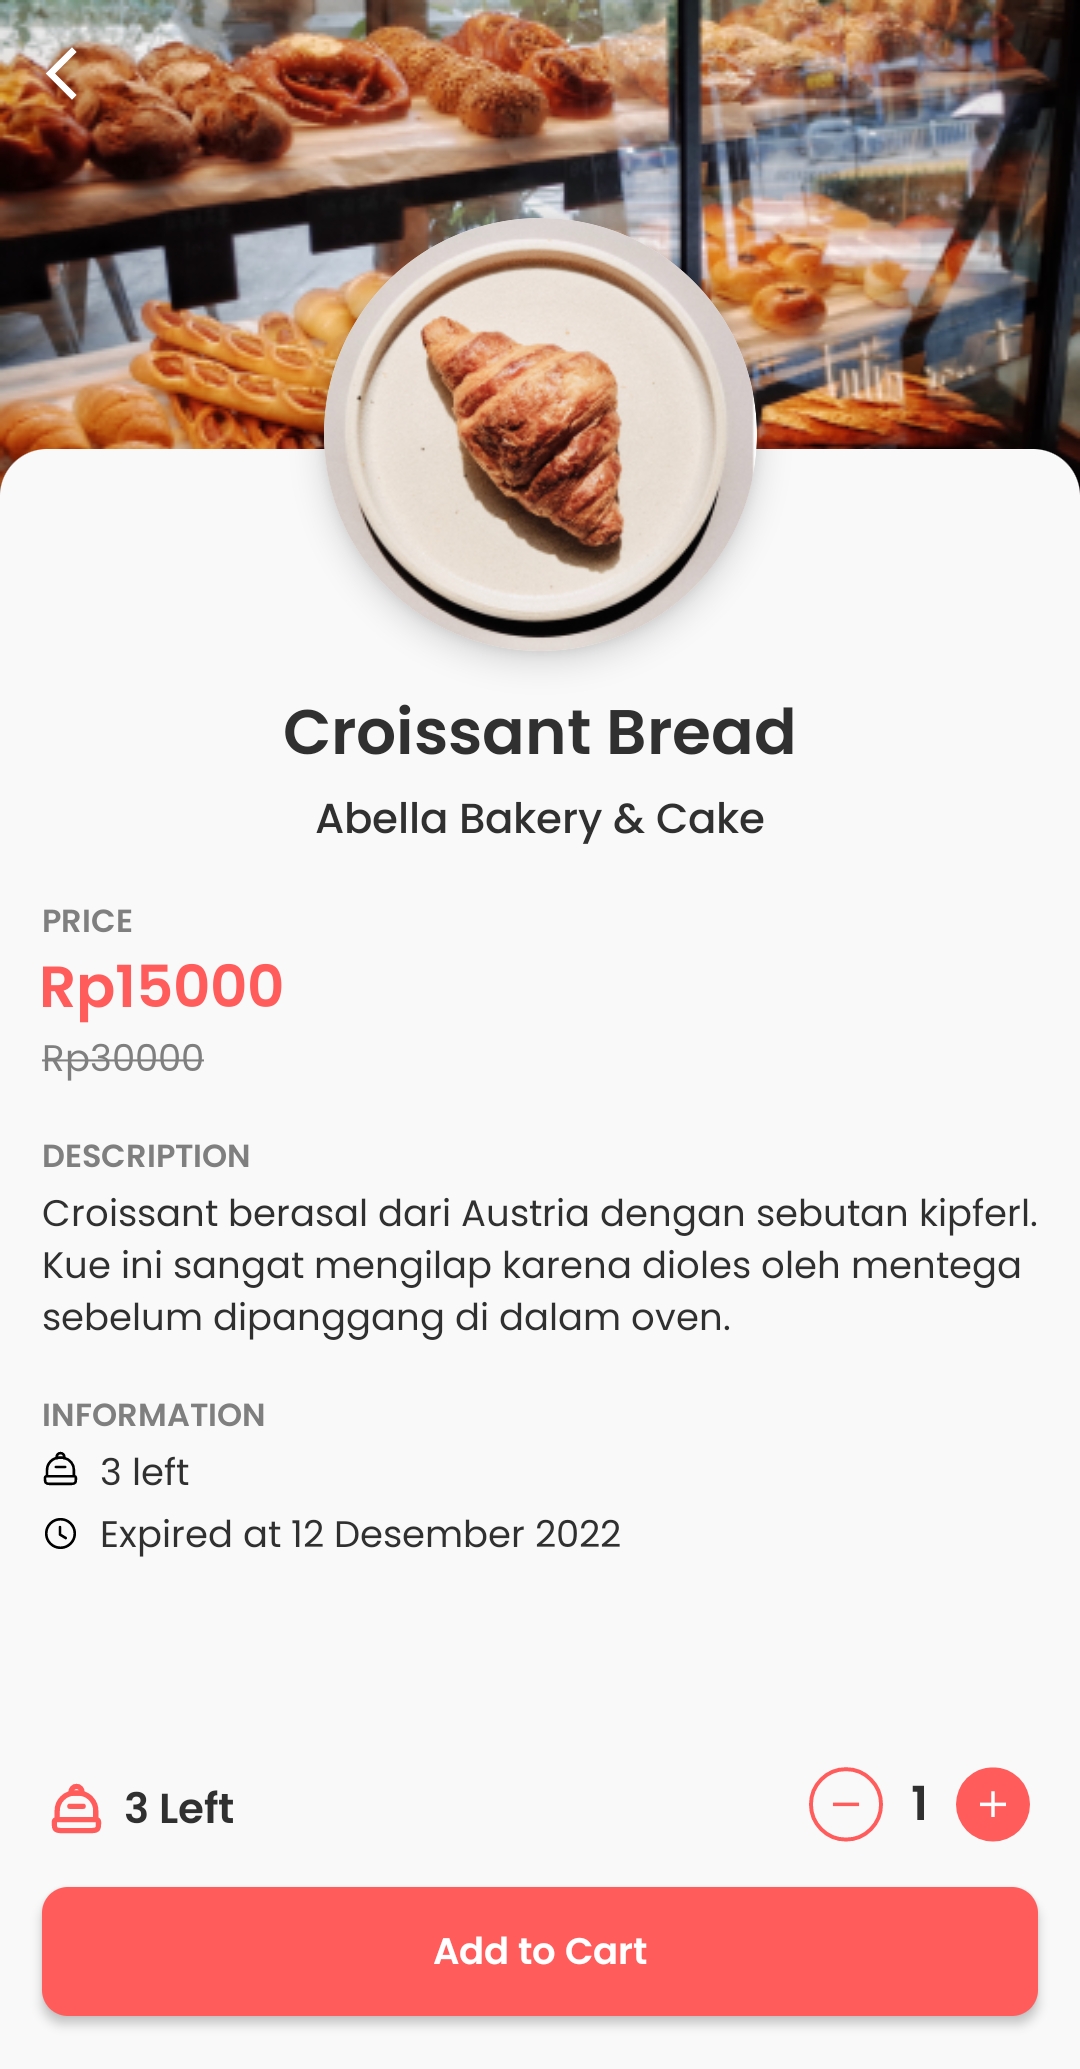 Croissant Bread
Abella Bakery & Cake
PRICE
Rp15000
Rp30000
DESCRIPTION
Croissant berasal dari Austria dengan sebutan kipferl.
Kue ini sangat mengilap karena dioles oleh mentega
sebelum dipanggang di dalam oven.
INFORMATION
3 left
Expired at 12 Desember 2022
3 Left
1
Add to Cart